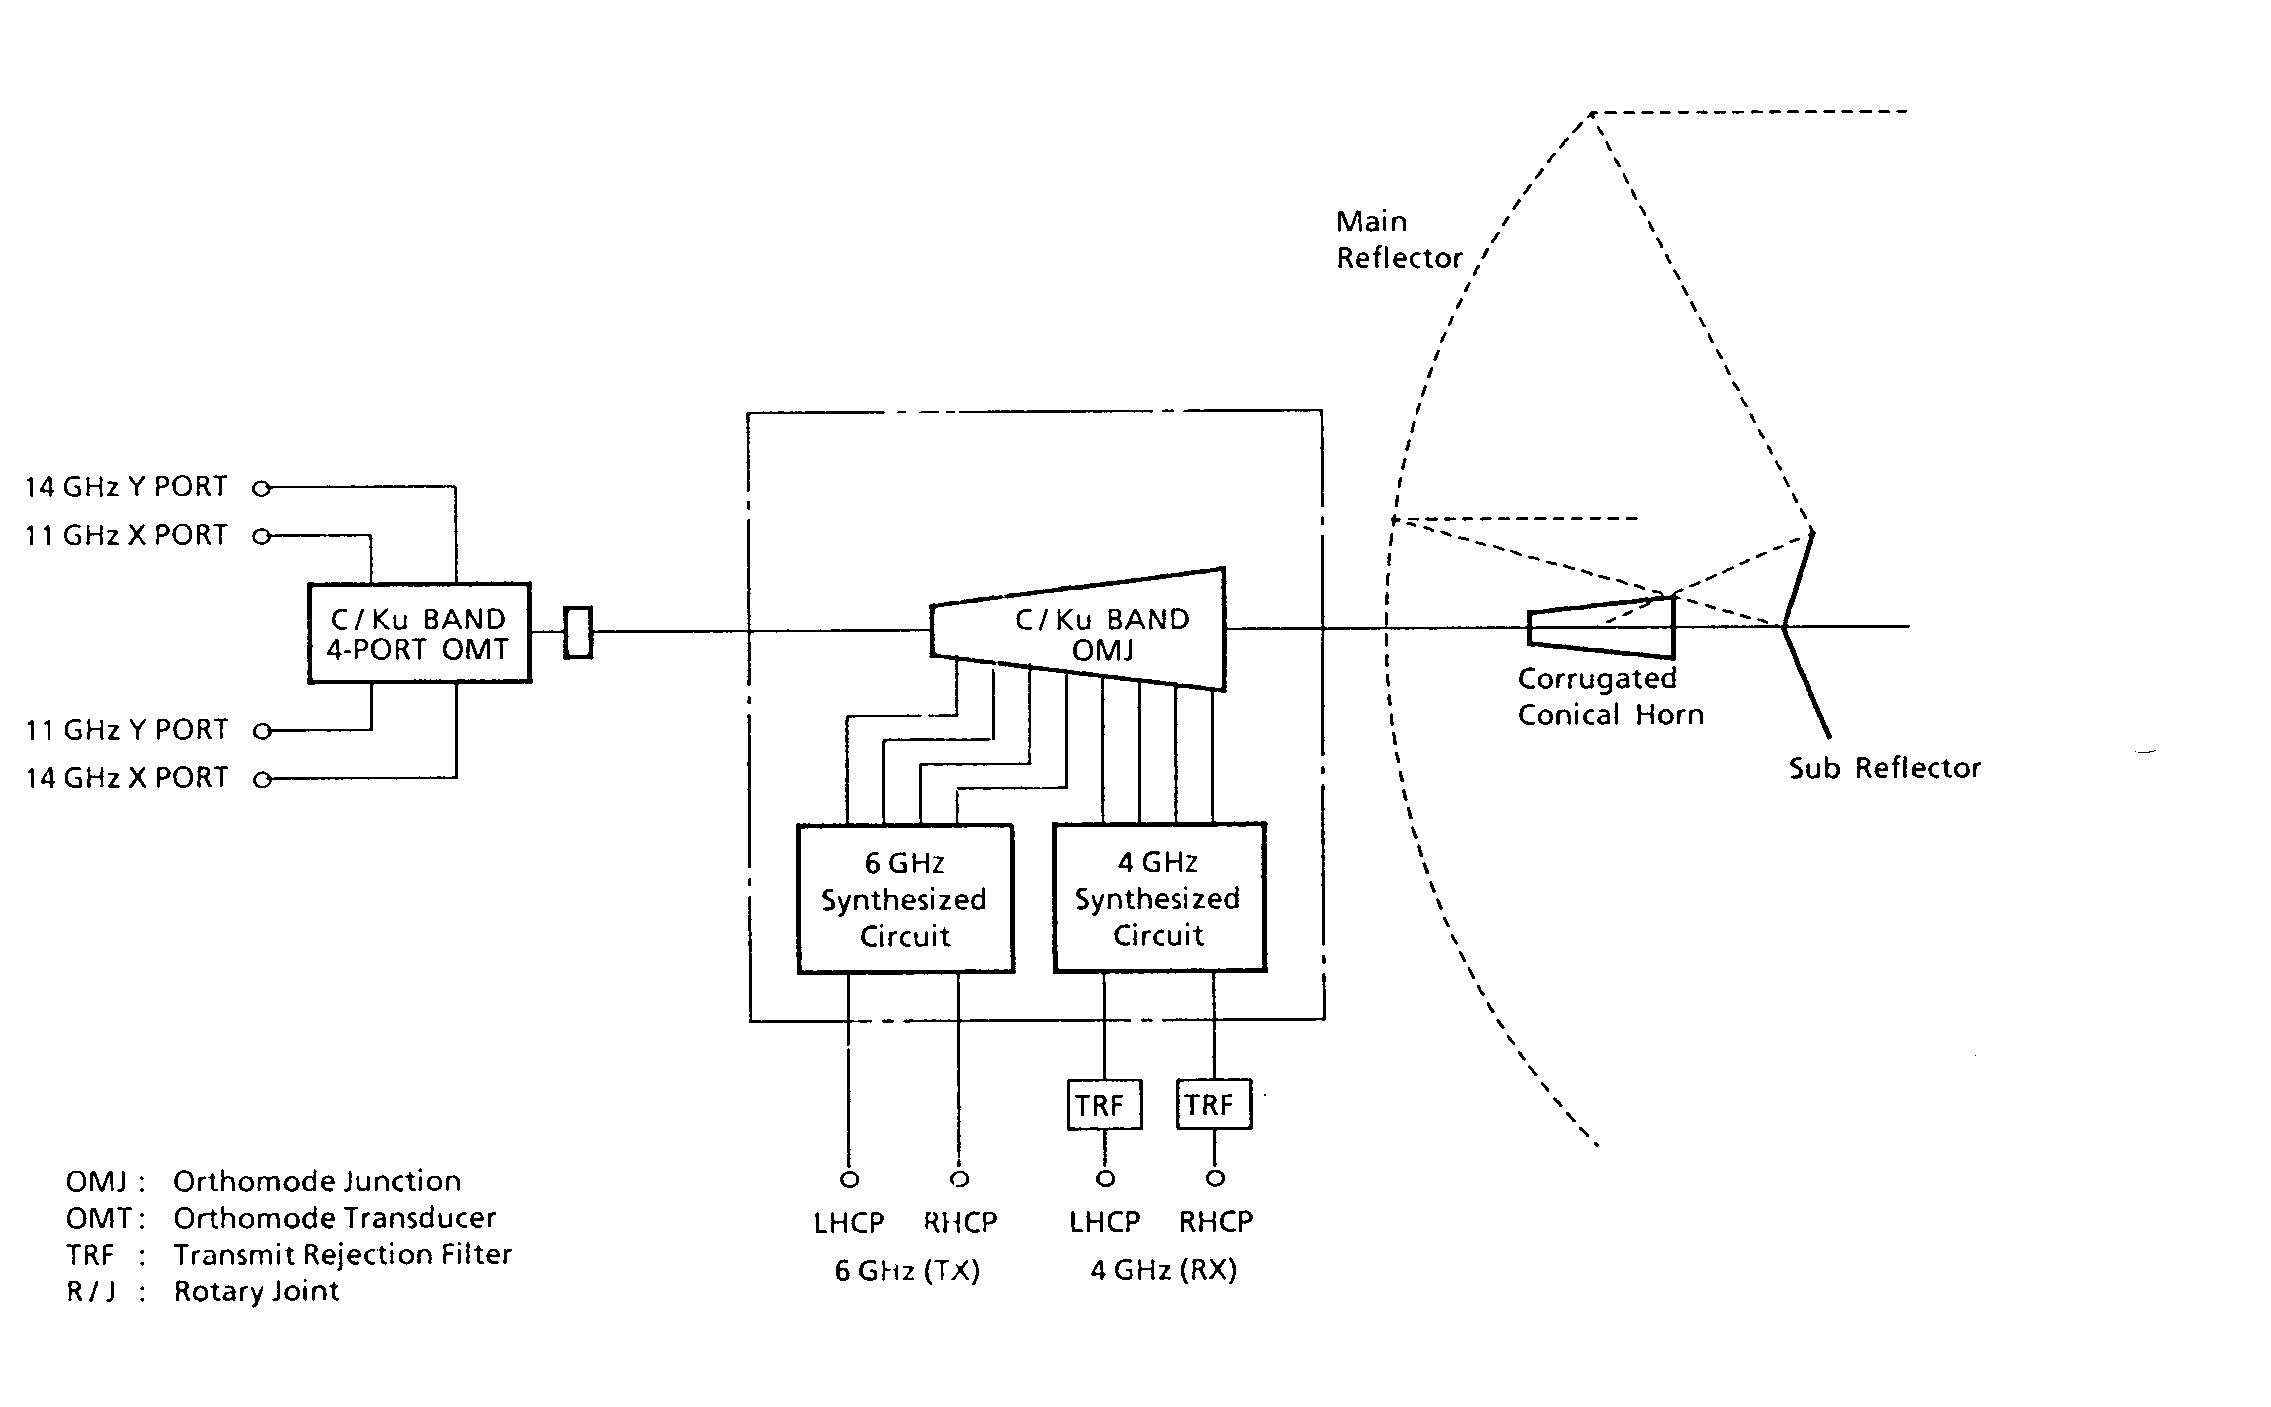 Main
Reflector
14 GHz Y PORT
11 GHz X PORT
C/Ku BAND
4-PORT OMT
C/Ku BAND
OMJ
11 GHz Y PORT
14 GHz X PORT
Corrugated
Conical Horn
Sub Reflector
6 GHz
Synthesized
Circuit
4 GHz
Synthesized
Circuit
TRF
TRF
LHCP
RHCP
LHCP
RHCP
6 GHz (TX)
4 GHz (RX)
OMJ : Orthomode Junction
OMT : Orthomode Transducer
TRF : Transmit Rejection Filter
R/J : Rotary Joint